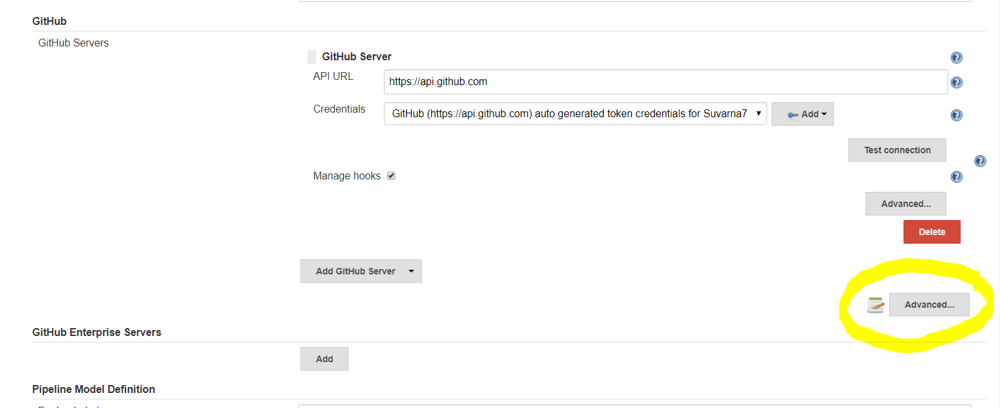 GitHub
GitHub Servers
GitHub Server
API URL
https://api.github.com
Credentials
GitHub (https://api.github.com) auto generated token credentials for Suvarna7
Add
Test connection
Manage hooks
Advanced...
Delete
Add GitHub Server
Advanced...
GitHub Enterprise Servers
Add
Pipeline Model Definition